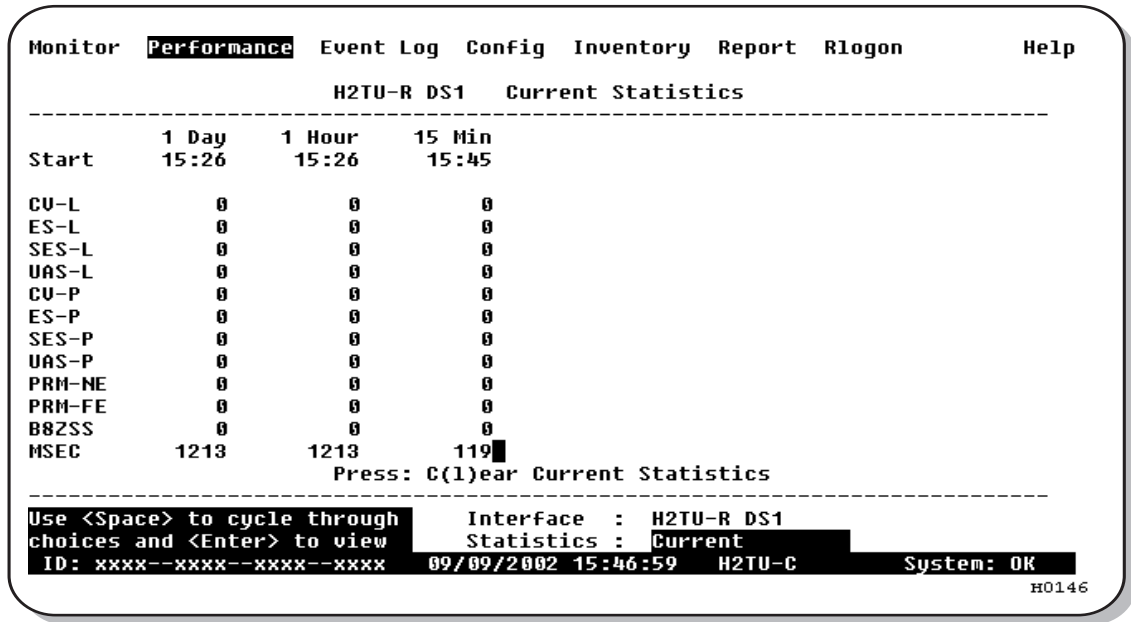 Monitor Performance Event Log Config Inventory Report Rlogon Help
H2TU-R DS1 Current Statistics
1 Day 1 Hour 15 Min
Start 15:26 15:26 15:45
CV-L 0 0 0
ES-L 0 0 0
SES-L 0 0 0
UAS-L 0 0 0
CV-P 0 0 0
ES-P 0 0 0
SES-P 0 0 0
UAS-P 0 0 0
PRM-NE 0 0 0
PRM-FE 0 0 0
B8ZSS 0 0 0
MSEC 1213 1213 119
Press: C(l)ear Current Statistics
Use <Space> to cycle through Interface : H2TU-R DS1
choices and <Enter> to view Statistics : Current
ID: xxxx--xxxx--xxxx--xxxx 09/09/2002 15:46:59 H2TU-C System: OK
H0146